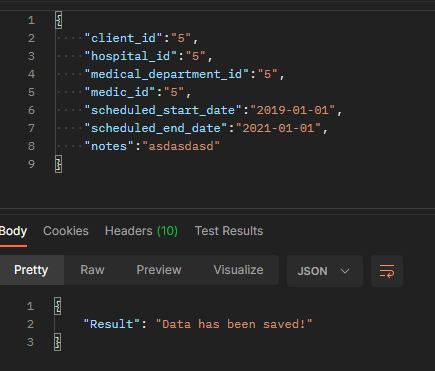 1 {
2 "client_id":"5",
3 "hospital_id":"5",
4 "medical_department_id":"5",
5 "medic_id":"5",
6 "scheduled_start_date":"2019-01-01",
7 "scheduled_end_date":"2021-01-01",
8 "notes":"asdasdasd"
9 }
Body Cookies Headers (10) Test Results
Pretty Raw Preview Visualize JSON
1 {
2 "Result": "Data has been saved!"
3 }